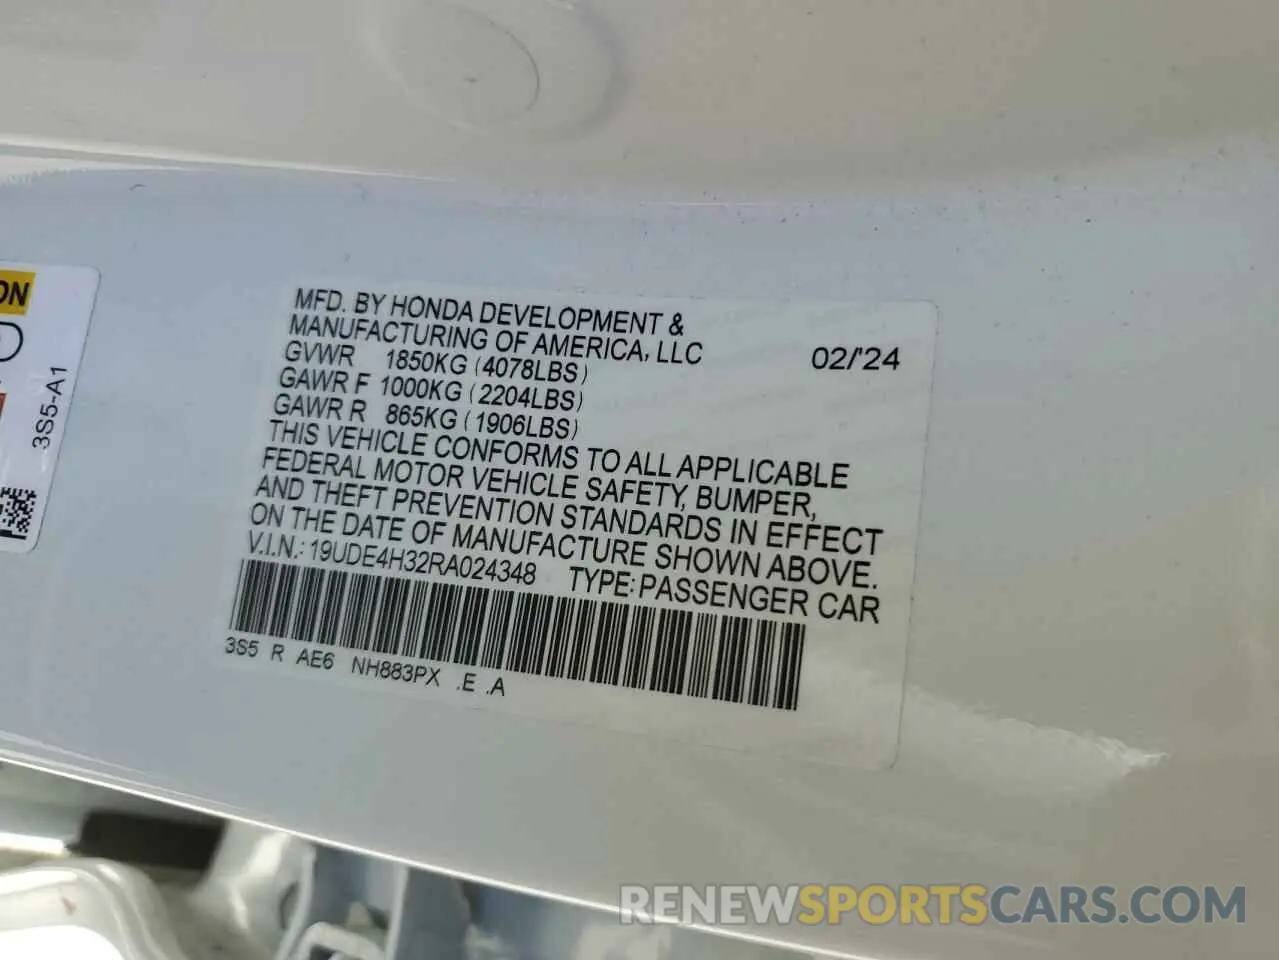 MFD. BY HONDA DEVELOPMENT &
MANUFACTURING OF AMERICA, LLC 02/'24
GVWR 1850KG (4078LBS)
GAWR F 1000KG (2204LBS)
GAWR R 865KG (1906LBS)
THIS VEHICLE CONFORMS TO ALL APPLICABLE
FEDERAL MOTOR VEHICLE SAFETY, BUMPER,
AND THEFT PREVENTION STANDARDS IN EFFECT
ON THE DATE OF MANUFACTURE SHOWN ABOVE.
V.I.N.: 19UDE4H32RA024348 TYPE: PASSENGER CAR
3S5 R AE6 NH883PX .E .A
ON
3S5-A1
RENEWSPORTSCARS.COM